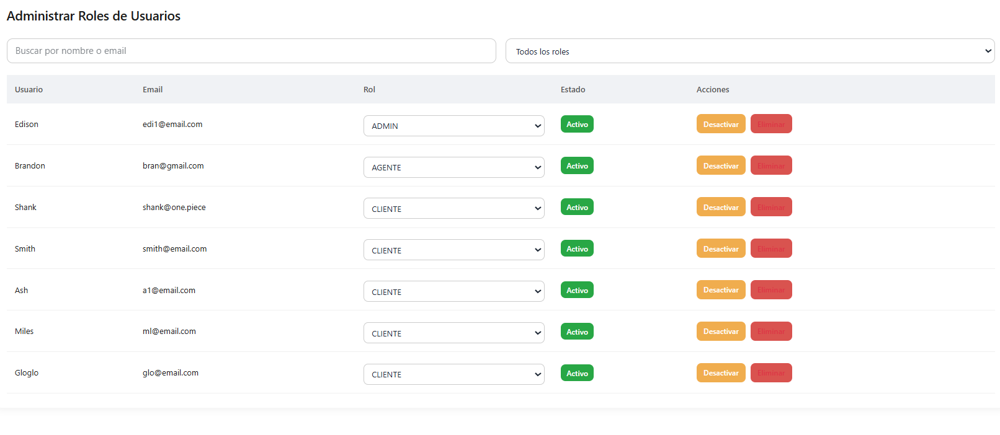 Administrar Roles de Usuarios
Buscar por nombre o email
Todos los roles
Usuario Email Rol Estado Acciones
Edison edi1@email.com ADMIN Activo Desactivar Eliminar
Brandon bran@gmail.com AGENTE Activo Desactivar Eliminar
Shank shank@one.piece CLIENTE Activo Desactivar Eliminar
Smith smith@email.com CLIENTE Activo Desactivar Eliminar
Ash a1@email.com CLIENTE Activo Desactivar Eliminar
Miles ml@email.com CLIENTE Activo Desactivar Eliminar
Gloglo glo@email.com CLIENTE Activo Desactivar Eliminar